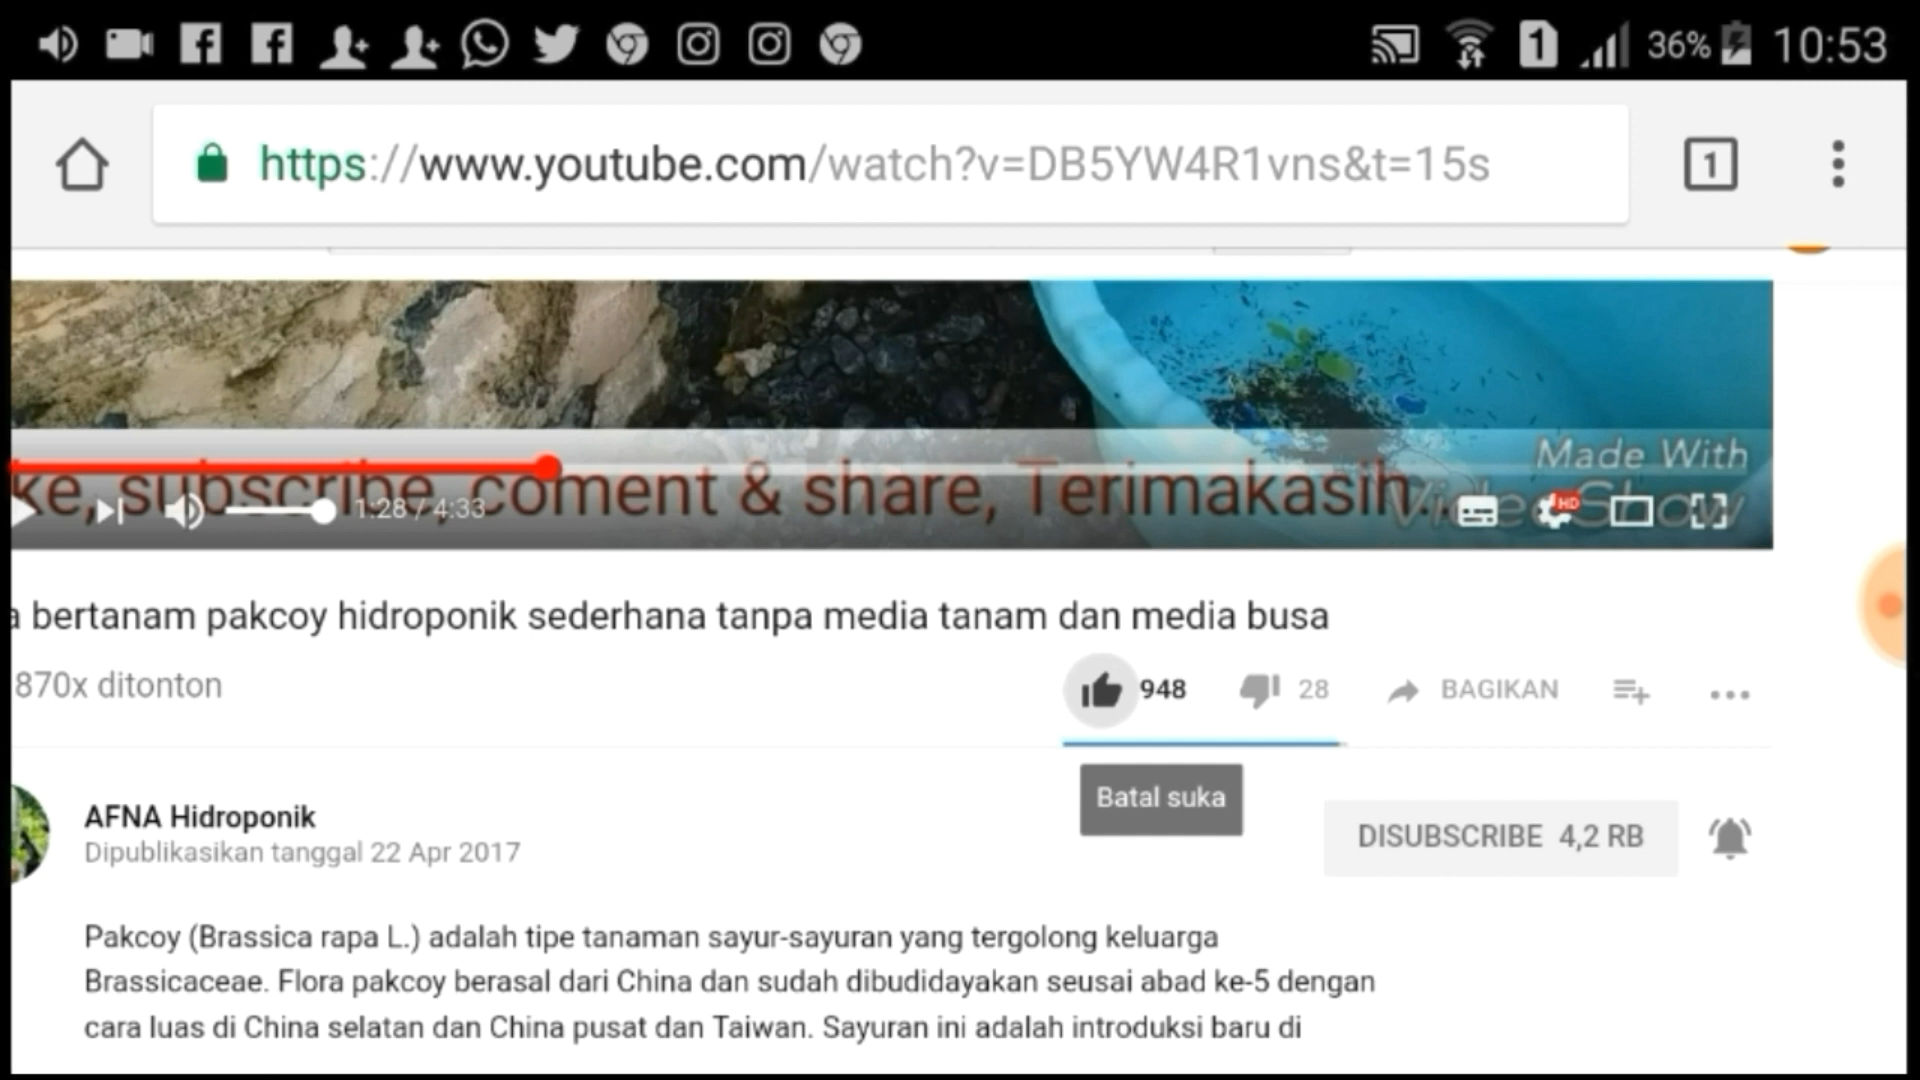 1 36% 10:53
https://www.youtube.com/watch?v=DB5YW4R1vns&t=15s 1
Made With
ke, subscribe, coment & share, Terimakasih..
VideoShow
1:28 / 4:33 HD
a bertanam pakcoy hidroponik sederhana tanpa media tanam dan media busa
870x ditonton 948 28 BAGIKAN
Batal suka
AFNA Hidroponik
Dipublikasikan tanggal 22 Apr 2017
DISUBSCRIBE 4,2 RB
Pakcoy (Brassica rapa L.) adalah tipe tanaman sayur-sayuran yang tergolong keluarga
Brassicaceae. Flora pakcoy berasal dari China dan sudah dibudidayakan seusai abad ke-5 dengan
cara luas di China selatan dan China pusat dan Taiwan. Sayuran ini adalah introduksi baru di